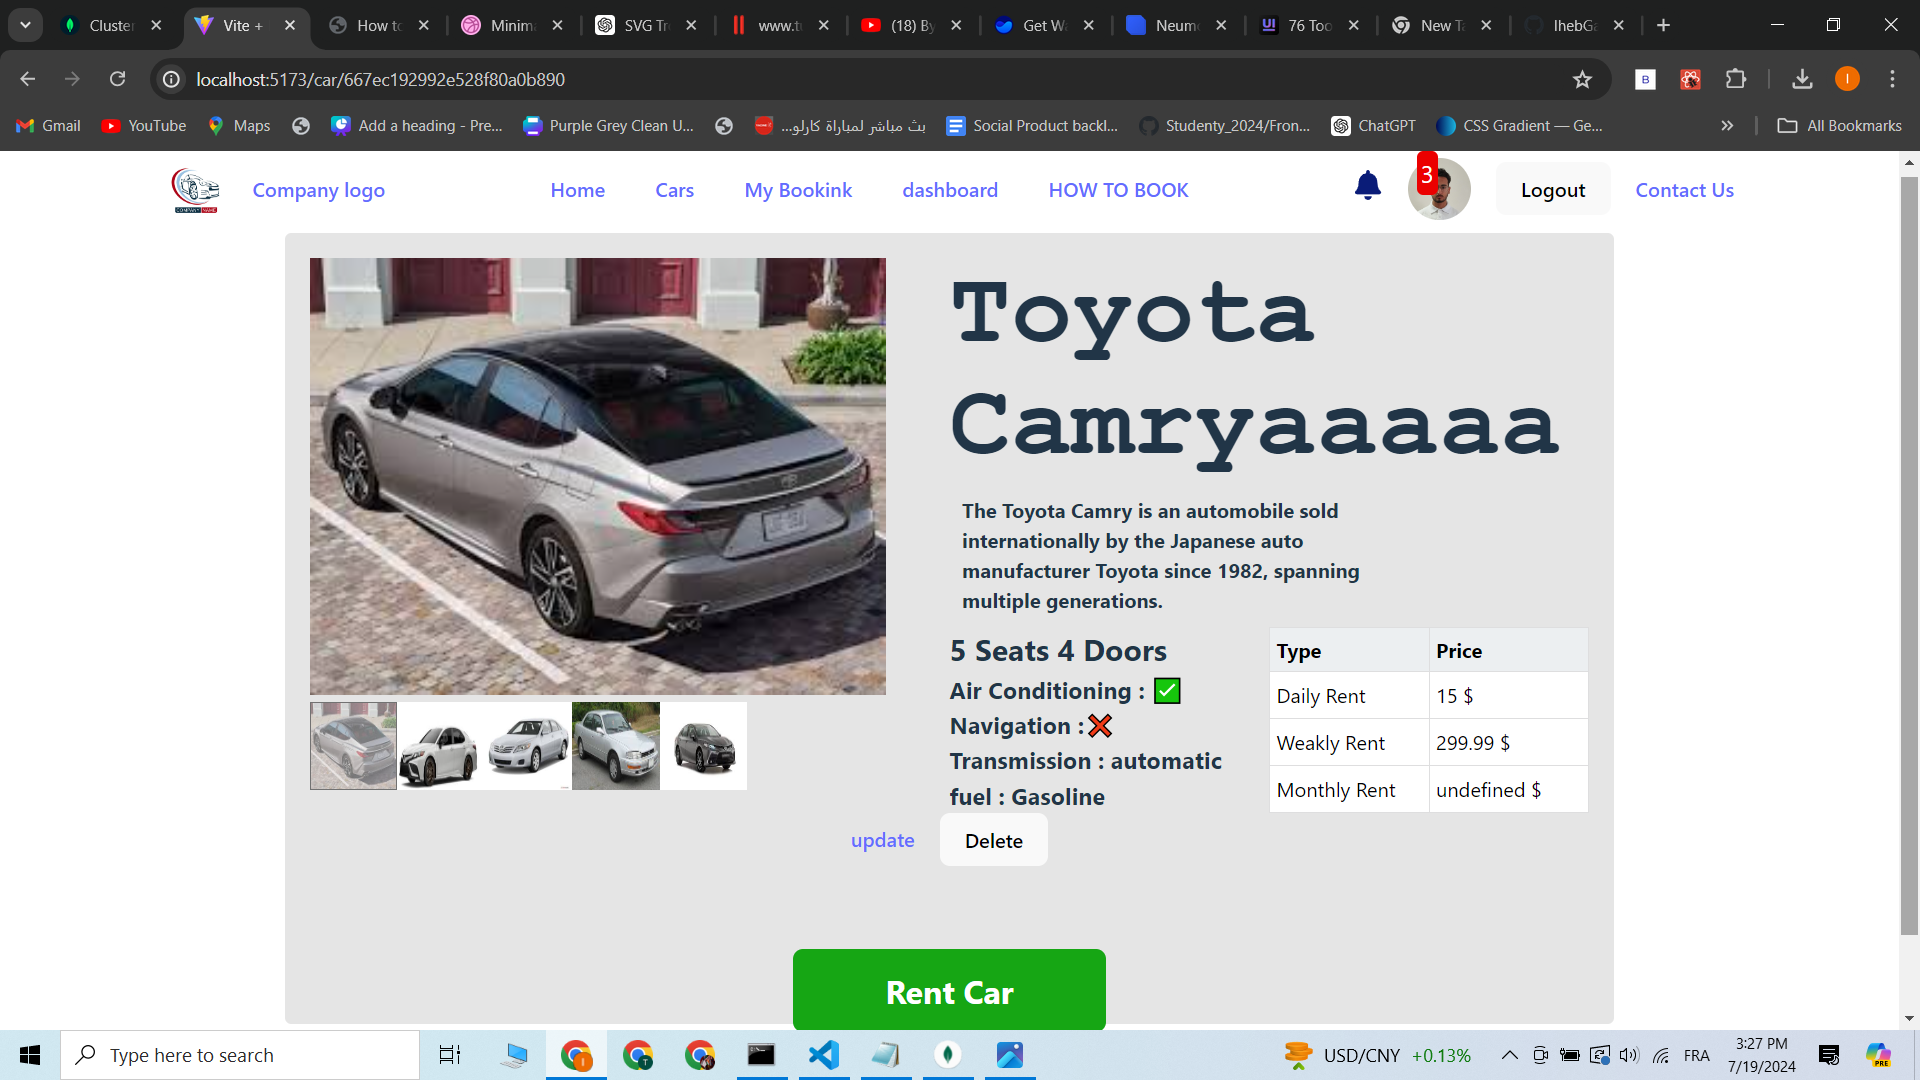 Cluster
Vite +
How to
Minima
SVG Tr
www.tu
(18) By
Get W
Neumo
76 Too
New Ta
IhebGa
localhost:5173/car/667ec192992e528f80a0b890
Gmail
YouTube
Maps
Add a heading - Pre...
Purple Grey Clean U...
بث مباشر لمباراة كارلو...
Social Product backl...
Studenty_2024/Fron...
ChatGPT
CSS Gradient — Ge...
All Bookmarks
Company logo
Home
Cars
My Bookink
dashboard
HOW TO BOOK
3
Logout
Contact Us
Toyota
Camryaaaaa
The Toyota Camry is an automobile sold
internationally by the Japanese auto
manufacturer Toyota since 1982, spanning
multiple generations.
5 Seats 4 Doors
Air Conditioning : ✅
Navigation :❌
Transmission : automatic
fuel : Gasoline
Type Price
Daily Rent 15 $
Weakly Rent 299.99 $
Monthly Rent undefined $
update
Delete
Rent Car
Type here to search
USD/CNY +0.13%
FRA
3:27 PM
7/19/2024